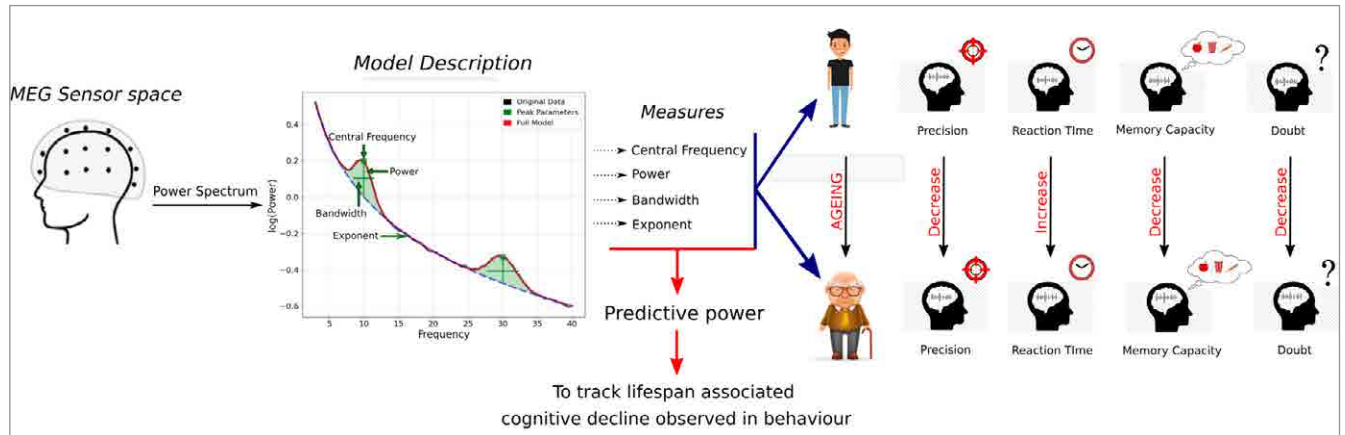 MEG Sensor space
Power Spectrum
Model Description
Original Data
Peak Parameters
Full Model
Central Frequency
Power
Bandwidth
Exponent
log(Power)
0.4
0.2
0.0
−0.2
−0.4
−0.6
5
10
15
20
25
30
35
40
Frequency
Measures
Central Frequency
Power
Bandwidth
Exponent
Predictive power
To track lifespan associated
cognitive decline observed in behaviour
AGEING
?
Precision
Reaction TIme
Memory Capacity
Doubt
Decrease
Increase
Decrease
Decrease
?
Precision
Reaction TIme
Memory Capacity
Doubt